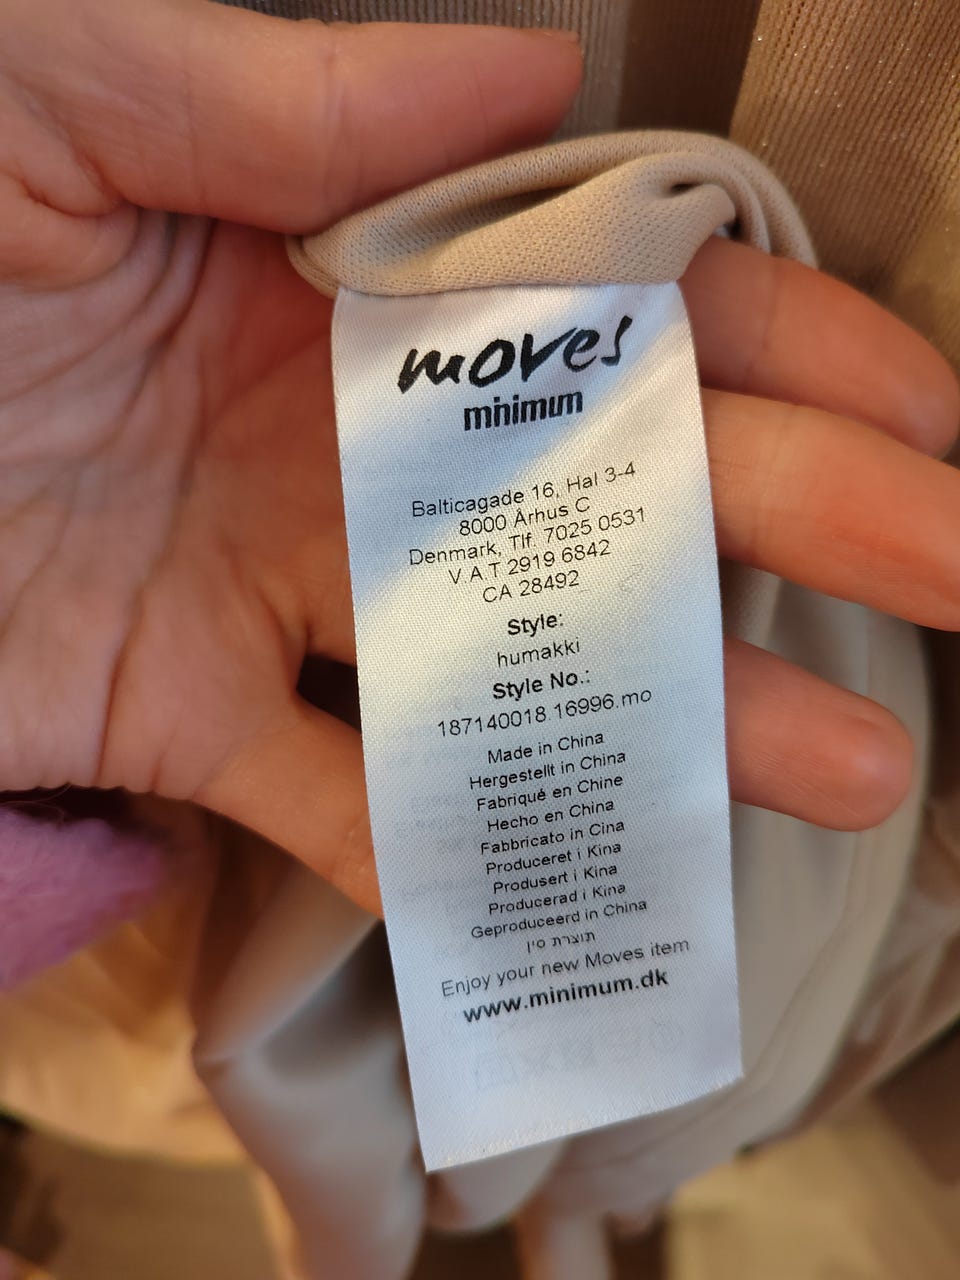 moves
minimum
Balticagade 16, Hal 3-4
8000 Århus C
Denmark, Tlf. 7025 0531
V A T 2919 6842
CA 28492
Style:
humakki
Style No.:
187140018.16996.mo
Made in China
Hergestellt in China
Fabriqué en Chine
Hecho en China
Fabbricato in Cina
Produceret i Kina
Produsert i Kina
Producerad i Kina
Geproduceerd in China
תוצרת סין
Enjoy your new Moves item
www.minimum.dk